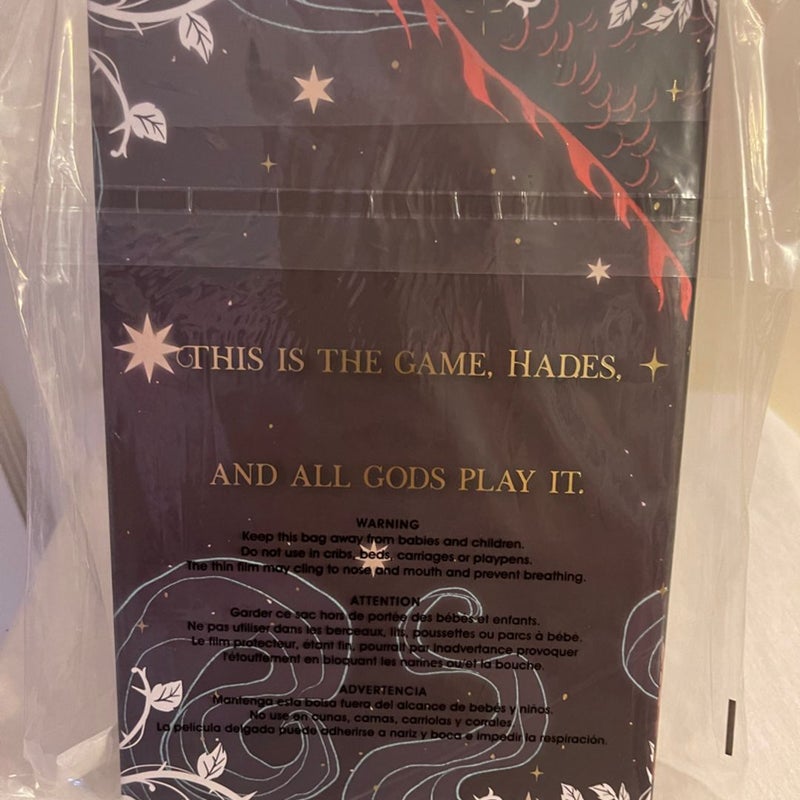 THIS IS THE GAME, HADES,
AND ALL GODS PLAY IT.
WARNING
Keep this bag away from babies and children.
Do not use in cribs, beds, carriages or playpens.
The thin film may cling to nose and mouth and prevent breathing.
ATTENTION
Garder ce sac hors de portée des bébés et enfants.
Ne pas utiliser dans les berceaux, lits, poussettes ou parcs à bébé.
Le film protecteur, étant fin, pourrait par inadvertance provoquer
l'étouffement en bloquant les narines ou/et la bouche.
ADVERTENCIA
Mantenga esta bolsa fuera del alcance de bebés y niños.
No use en cunas, camas, carriolas y corrales.
La película delgada puede adherirse a nariz y boca e impedir la respiración.